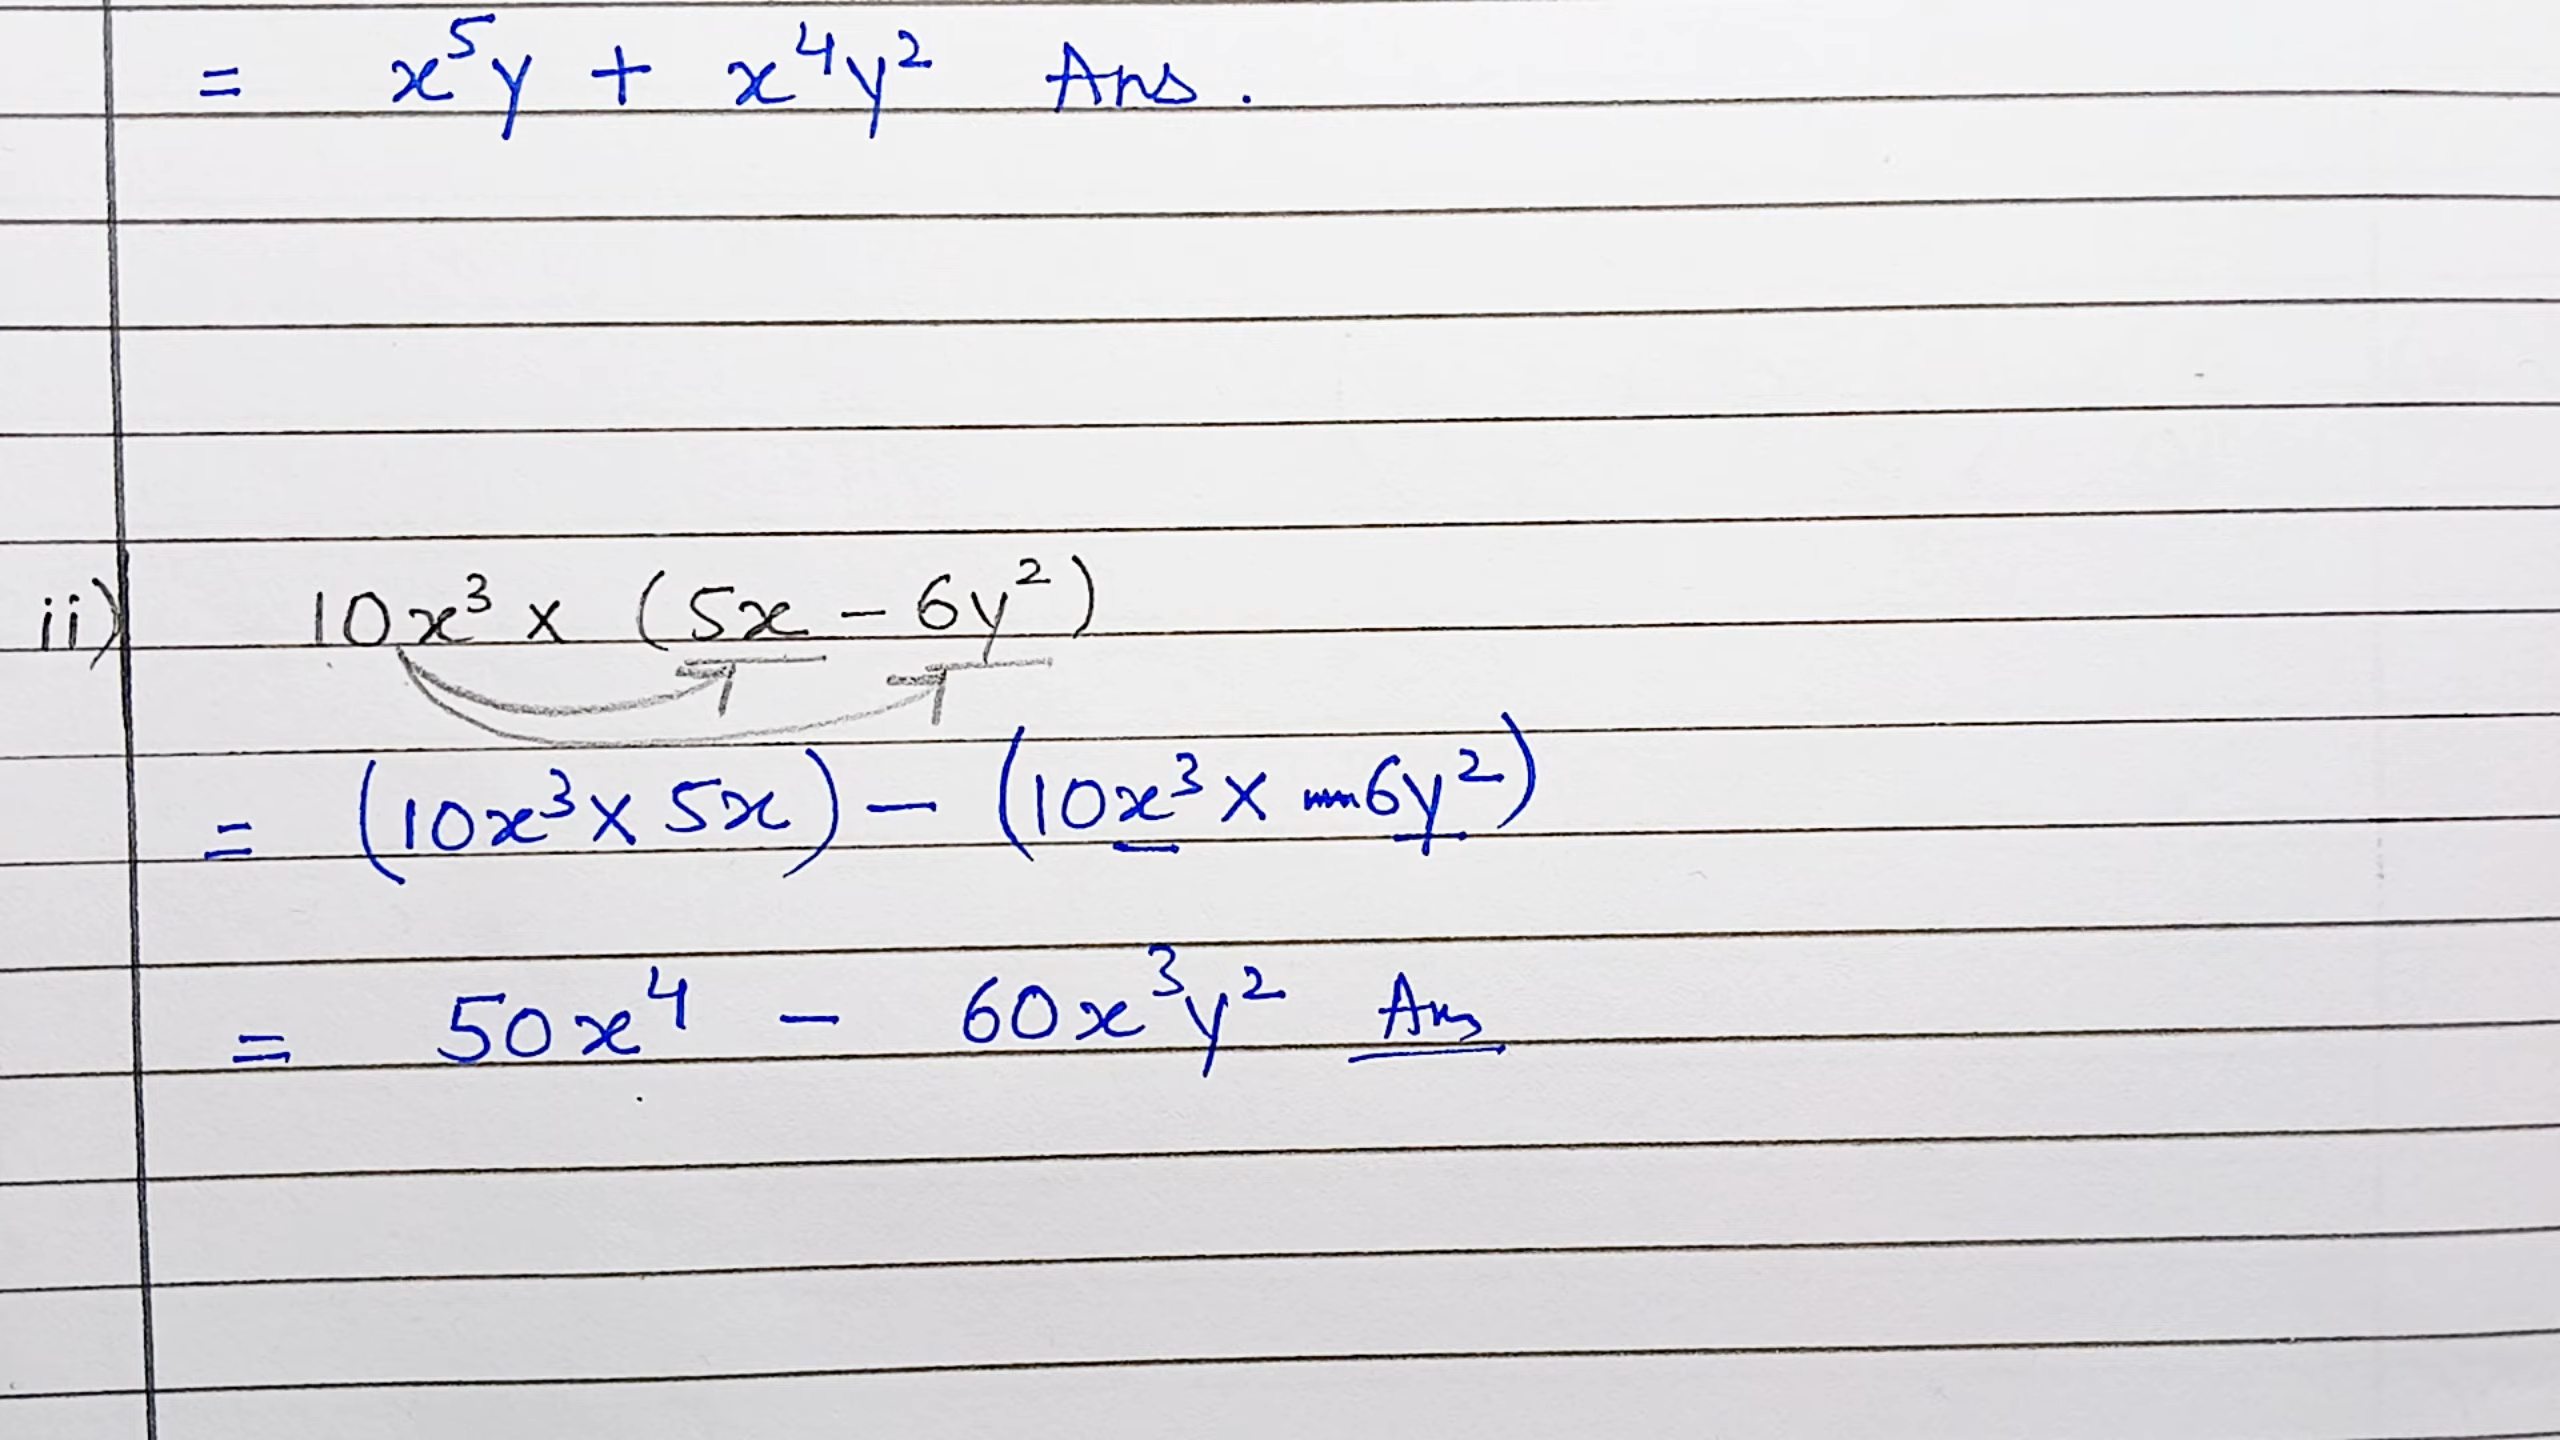 = x⁵y + x⁴y² Ans.
ii) 10x³ × (5x - 6y²)
= (10x³ × 5x) - (10x³ × 6y²)
= 50x⁴ - 60x³y² Ans